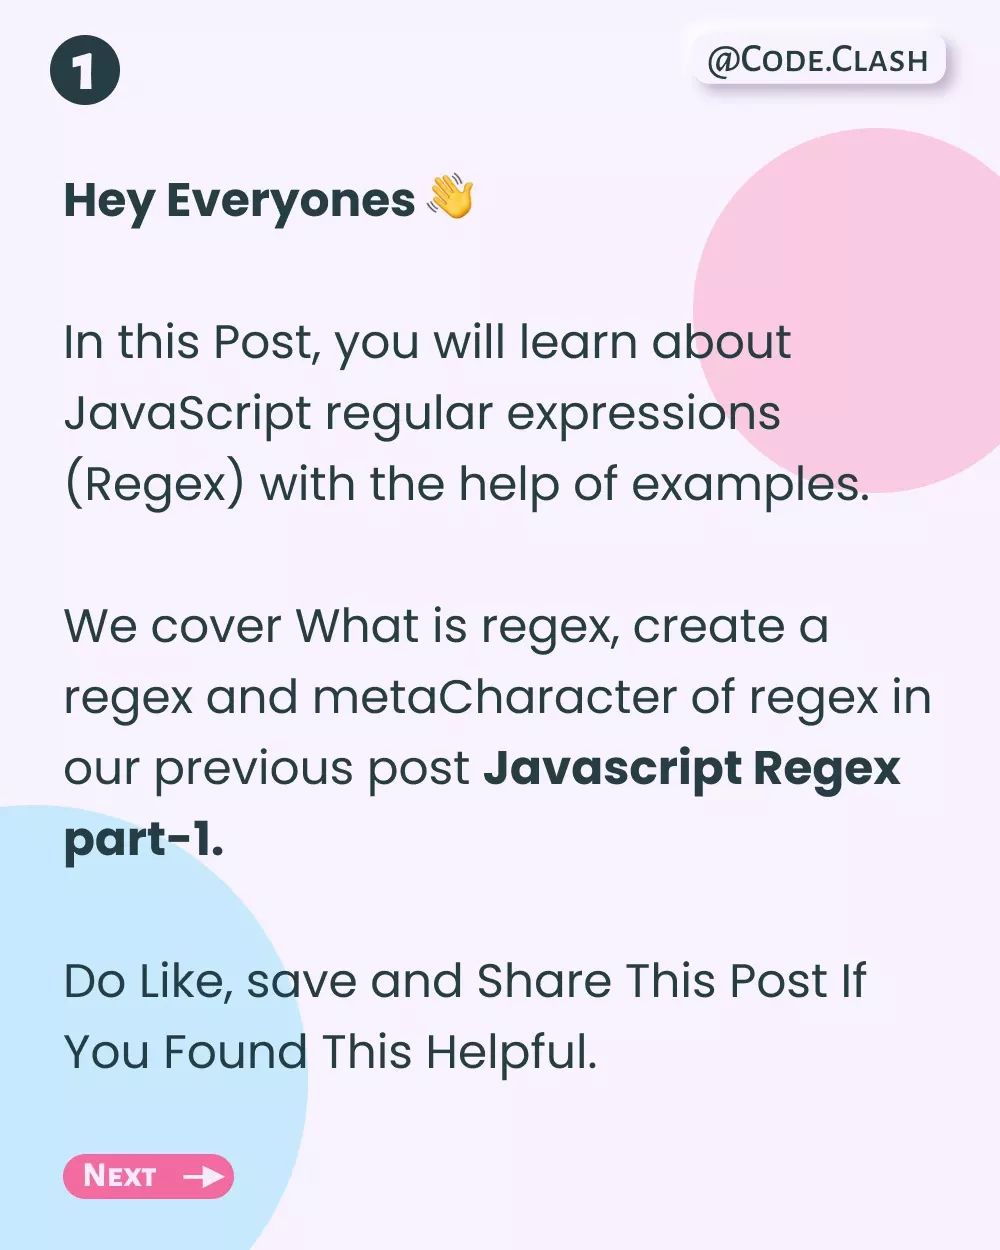 1
@Code.Clash
Hey Everyones 👋
In this Post, you will learn about
JavaScript regular expressions
(Regex) with the help of examples.
We cover What is regex, create a
regex and metaCharacter of regex in
our previous post Javascript Regex
part-1.
Do Like, save and Share This Post If
You Found This Helpful.
Next